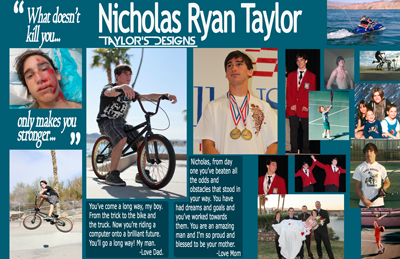 “ What doesn't
kill you...
only makes you
stronger... ”
Nicholas Ryan Taylor
TAYLOR'S DESIGNS
You've come a long way, my boy.
From the trick to the bike and
the truck. Now you're riding a
computer onto a brilliant future.
You'll go a long way! My man.
-Love Dad.
Nicholas, from day
one you've beaten all
the odds and
obstacles that stood in
your way. You have
had dreams and goals and
you've worked towards
them. You are an amazing
man and I'm so proud and
blessed to be your mother.
-Love Mom